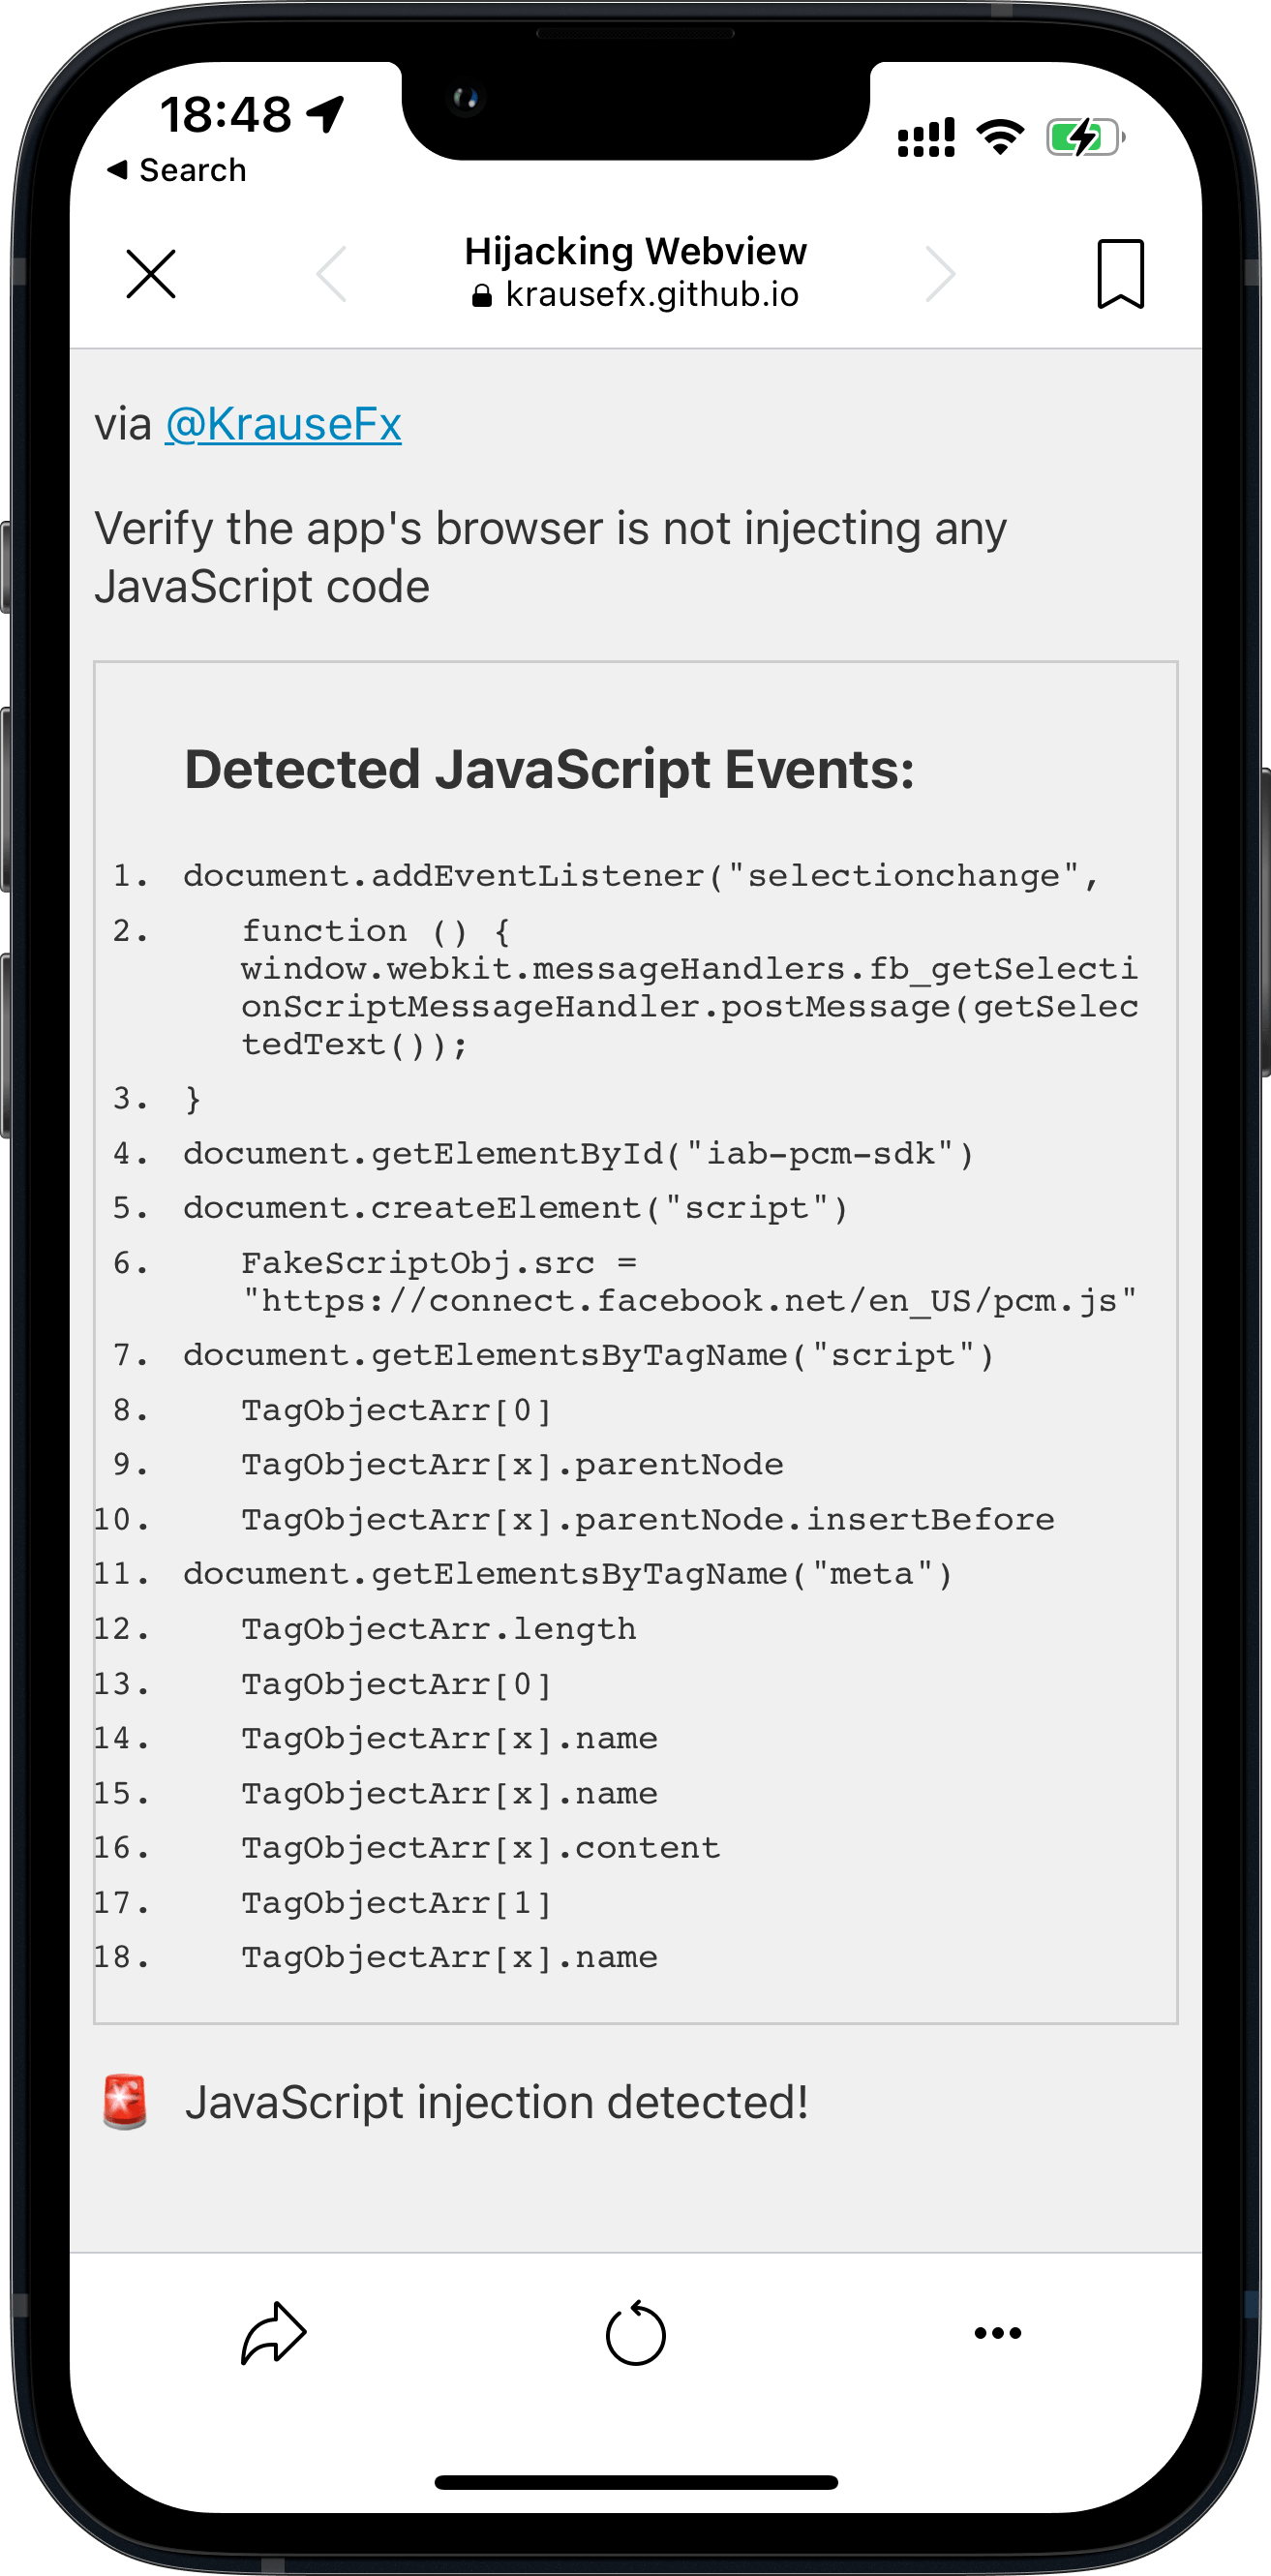 18:48
Search
Hijacking Webview
krausefx.github.io
via @KrauseFx
Verify the app's browser is not injecting any
JavaScript code
Detected JavaScript Events:
1. document.addEventListener("selectionchange",
2. function () {
window.webkit.messageHandlers.fb_getSelecti
onScriptMessageHandler.postMessage(getSelec
tedText());
3. }
4. document.getElementById("iab-pcm-sdk")
5. document.createElement("script")
6. FakeScriptObj.src =
"https://connect.facebook.net/en_US/pcm.js"
7. document.getElementsByTagName("script")
8. TagObjectArr[0]
9. TagObjectArr[x].parentNode
10. TagObjectArr[x].parentNode.insertBefore
11. document.getElementsByTagName("meta")
12. TagObjectArr.length
13. TagObjectArr[0]
14. TagObjectArr[x].name
15. TagObjectArr[x].name
16. TagObjectArr[x].content
17. TagObjectArr[1]
18. TagObjectArr[x].name
JavaScript injection detected!